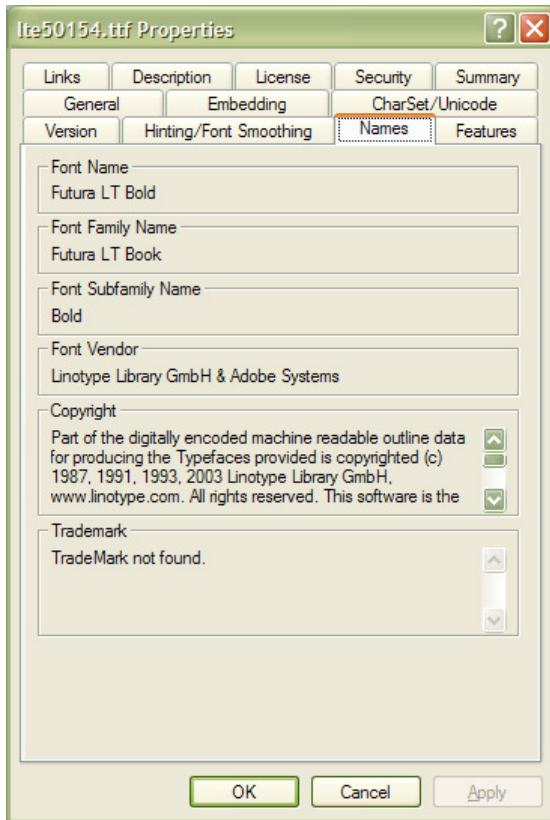 lte50154.ttf Properties
Links Description License Security Summary
General Embedding CharSet/Unicode
Version Hinting/Font Smoothing Names Features
Font Name
Futura LT Bold
Font Family Name
Futura LT Book
Font Subfamily Name
Bold
Font Vendor
Linotype Library GmbH & Adobe Systems
Copyright
Part of the digitally encoded machine readable outline data
for producing the Typefaces provided is copyrighted (c)
1987, 1991, 1993, 2003 Linotype Library GmbH,
www.linotype.com. All rights reserved. This software is the
Trademark
TradeMark not found.
OK Cancel Apply